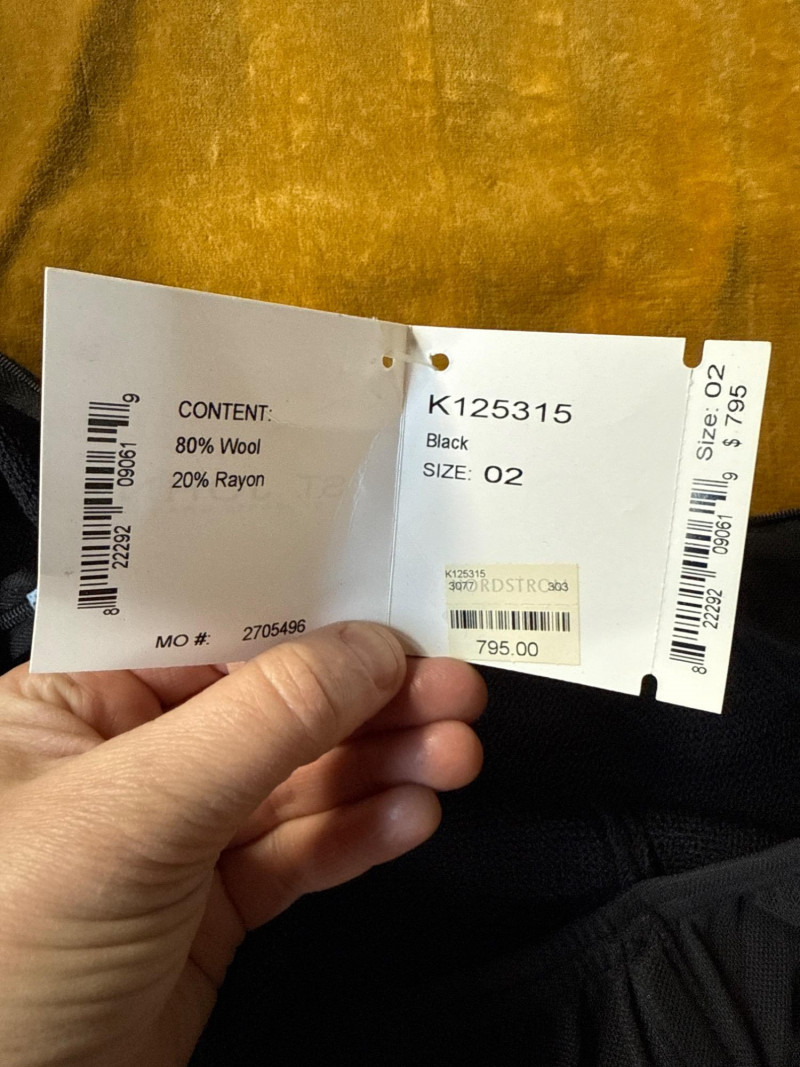 CONTENT:
80% Wool
20% Rayon
8 22292 09061 9
MO #: 2705496
K125315
Black
SIZE: 02
K125315
3077 NORDSTROM 303
795.00
Size: 02
$ 795
8 22292 09061 9